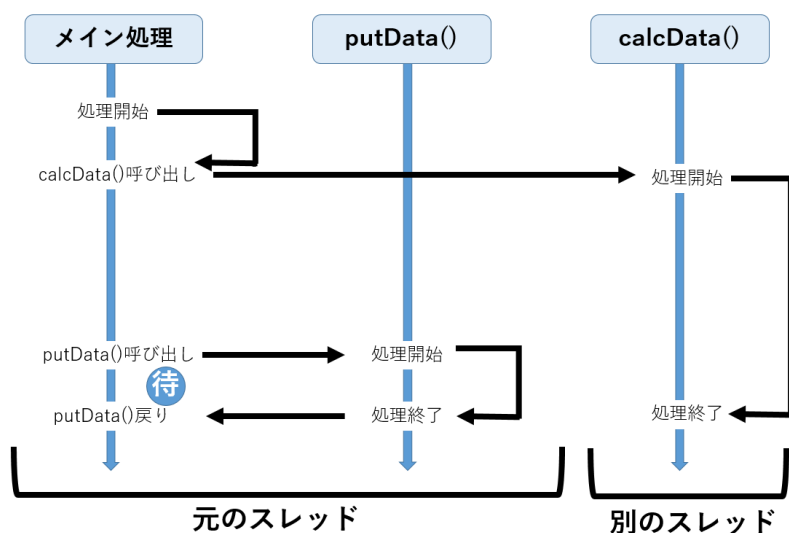 メイン処理
putData()
calcData()
処理開始
calcData()呼び出し
処理開始
putData()呼び出し
処理開始
待
putData()戻り
処理終了
処理終了
元のスレッド
別のスレッド